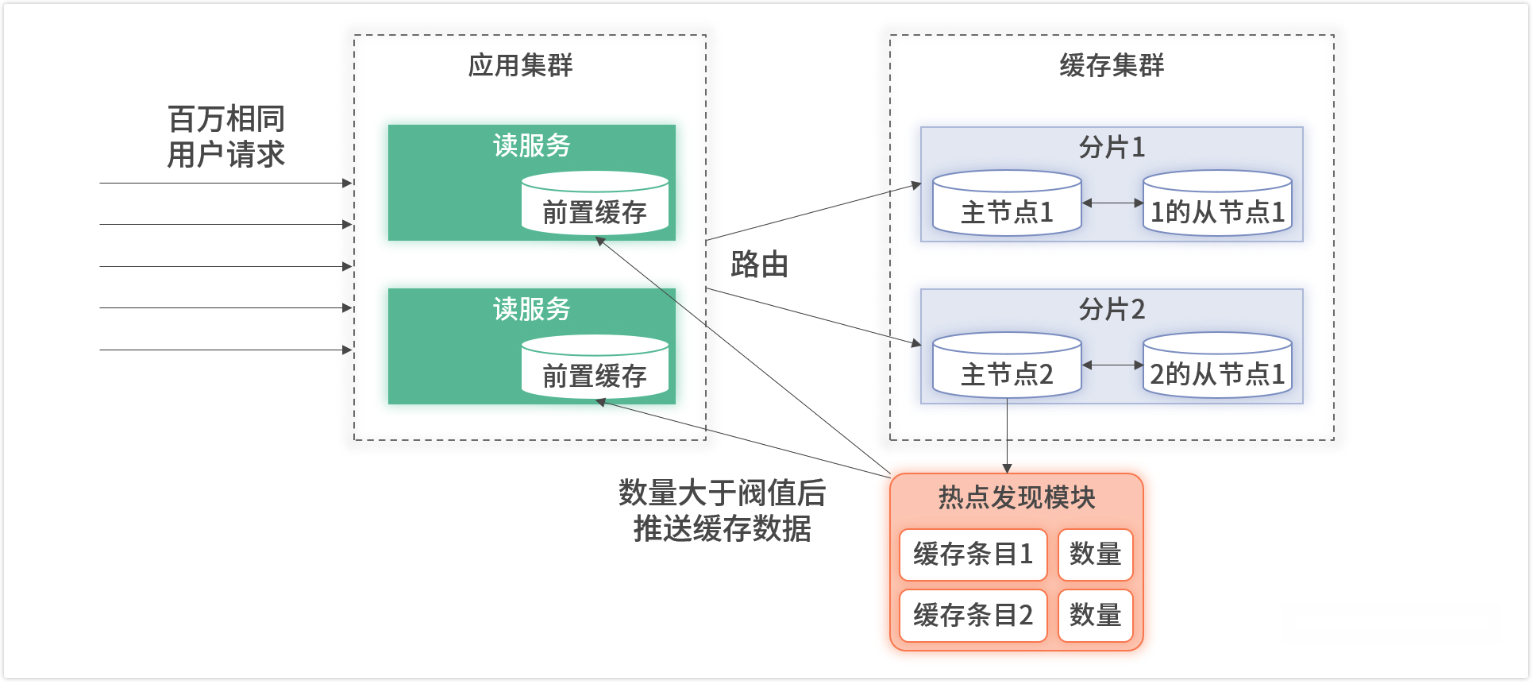 应用集群
缓存集群
百万相同
用户请求
读服务
前置缓存
读服务
前置缓存
路由
分片1
主节点1
1的从节点1
分片2
主节点2
2的从节点1
数量大于阀值后
推送缓存数据
热点发现模块
缓存条目1
数量
缓存条目2
数量